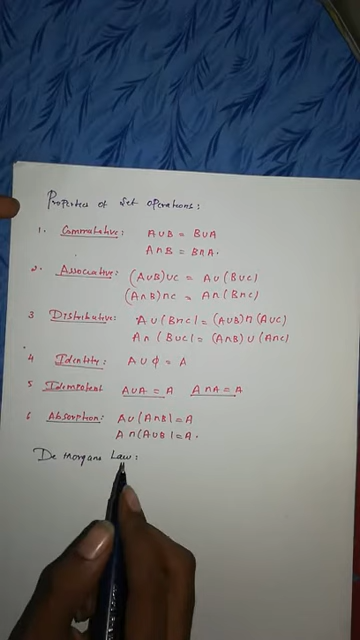 Properties of Set operations:
1. Commutative: A∪B = B∪A
A∩B = B∩A.
2. Associative: (A∪B)∪C = A∪(B∪C)
(A∩B)∩C = A∩(B∩C)
3 Distributive: A∪(B∩C) = (A∪B)∩(A∪C)
A∩(B∪C) = (A∩B)∪(A∩C)
4 Identity: A∪ϕ = A
5 Idempotent A∪A = A A∩A = A
6 Absorption: A∪(A∩B) = A
A∩(A∪B) = A.
De morgans Law: